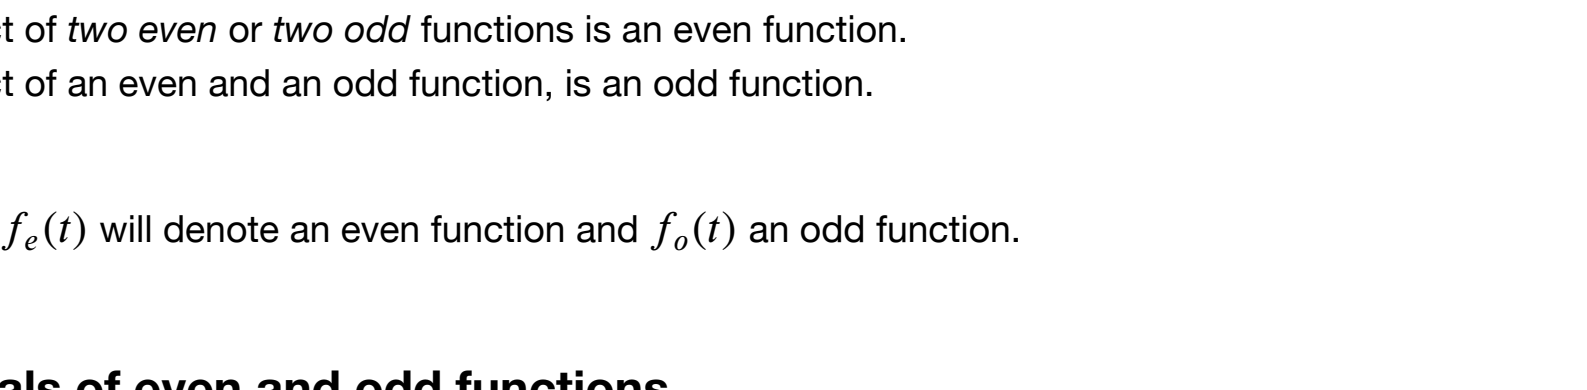 t of two even or two odd functions is an even function.
t of an even and an odd function, is an odd function.
fₑ(t) will denote an even function and fₒ(t) an odd function.
als of even and odd functions